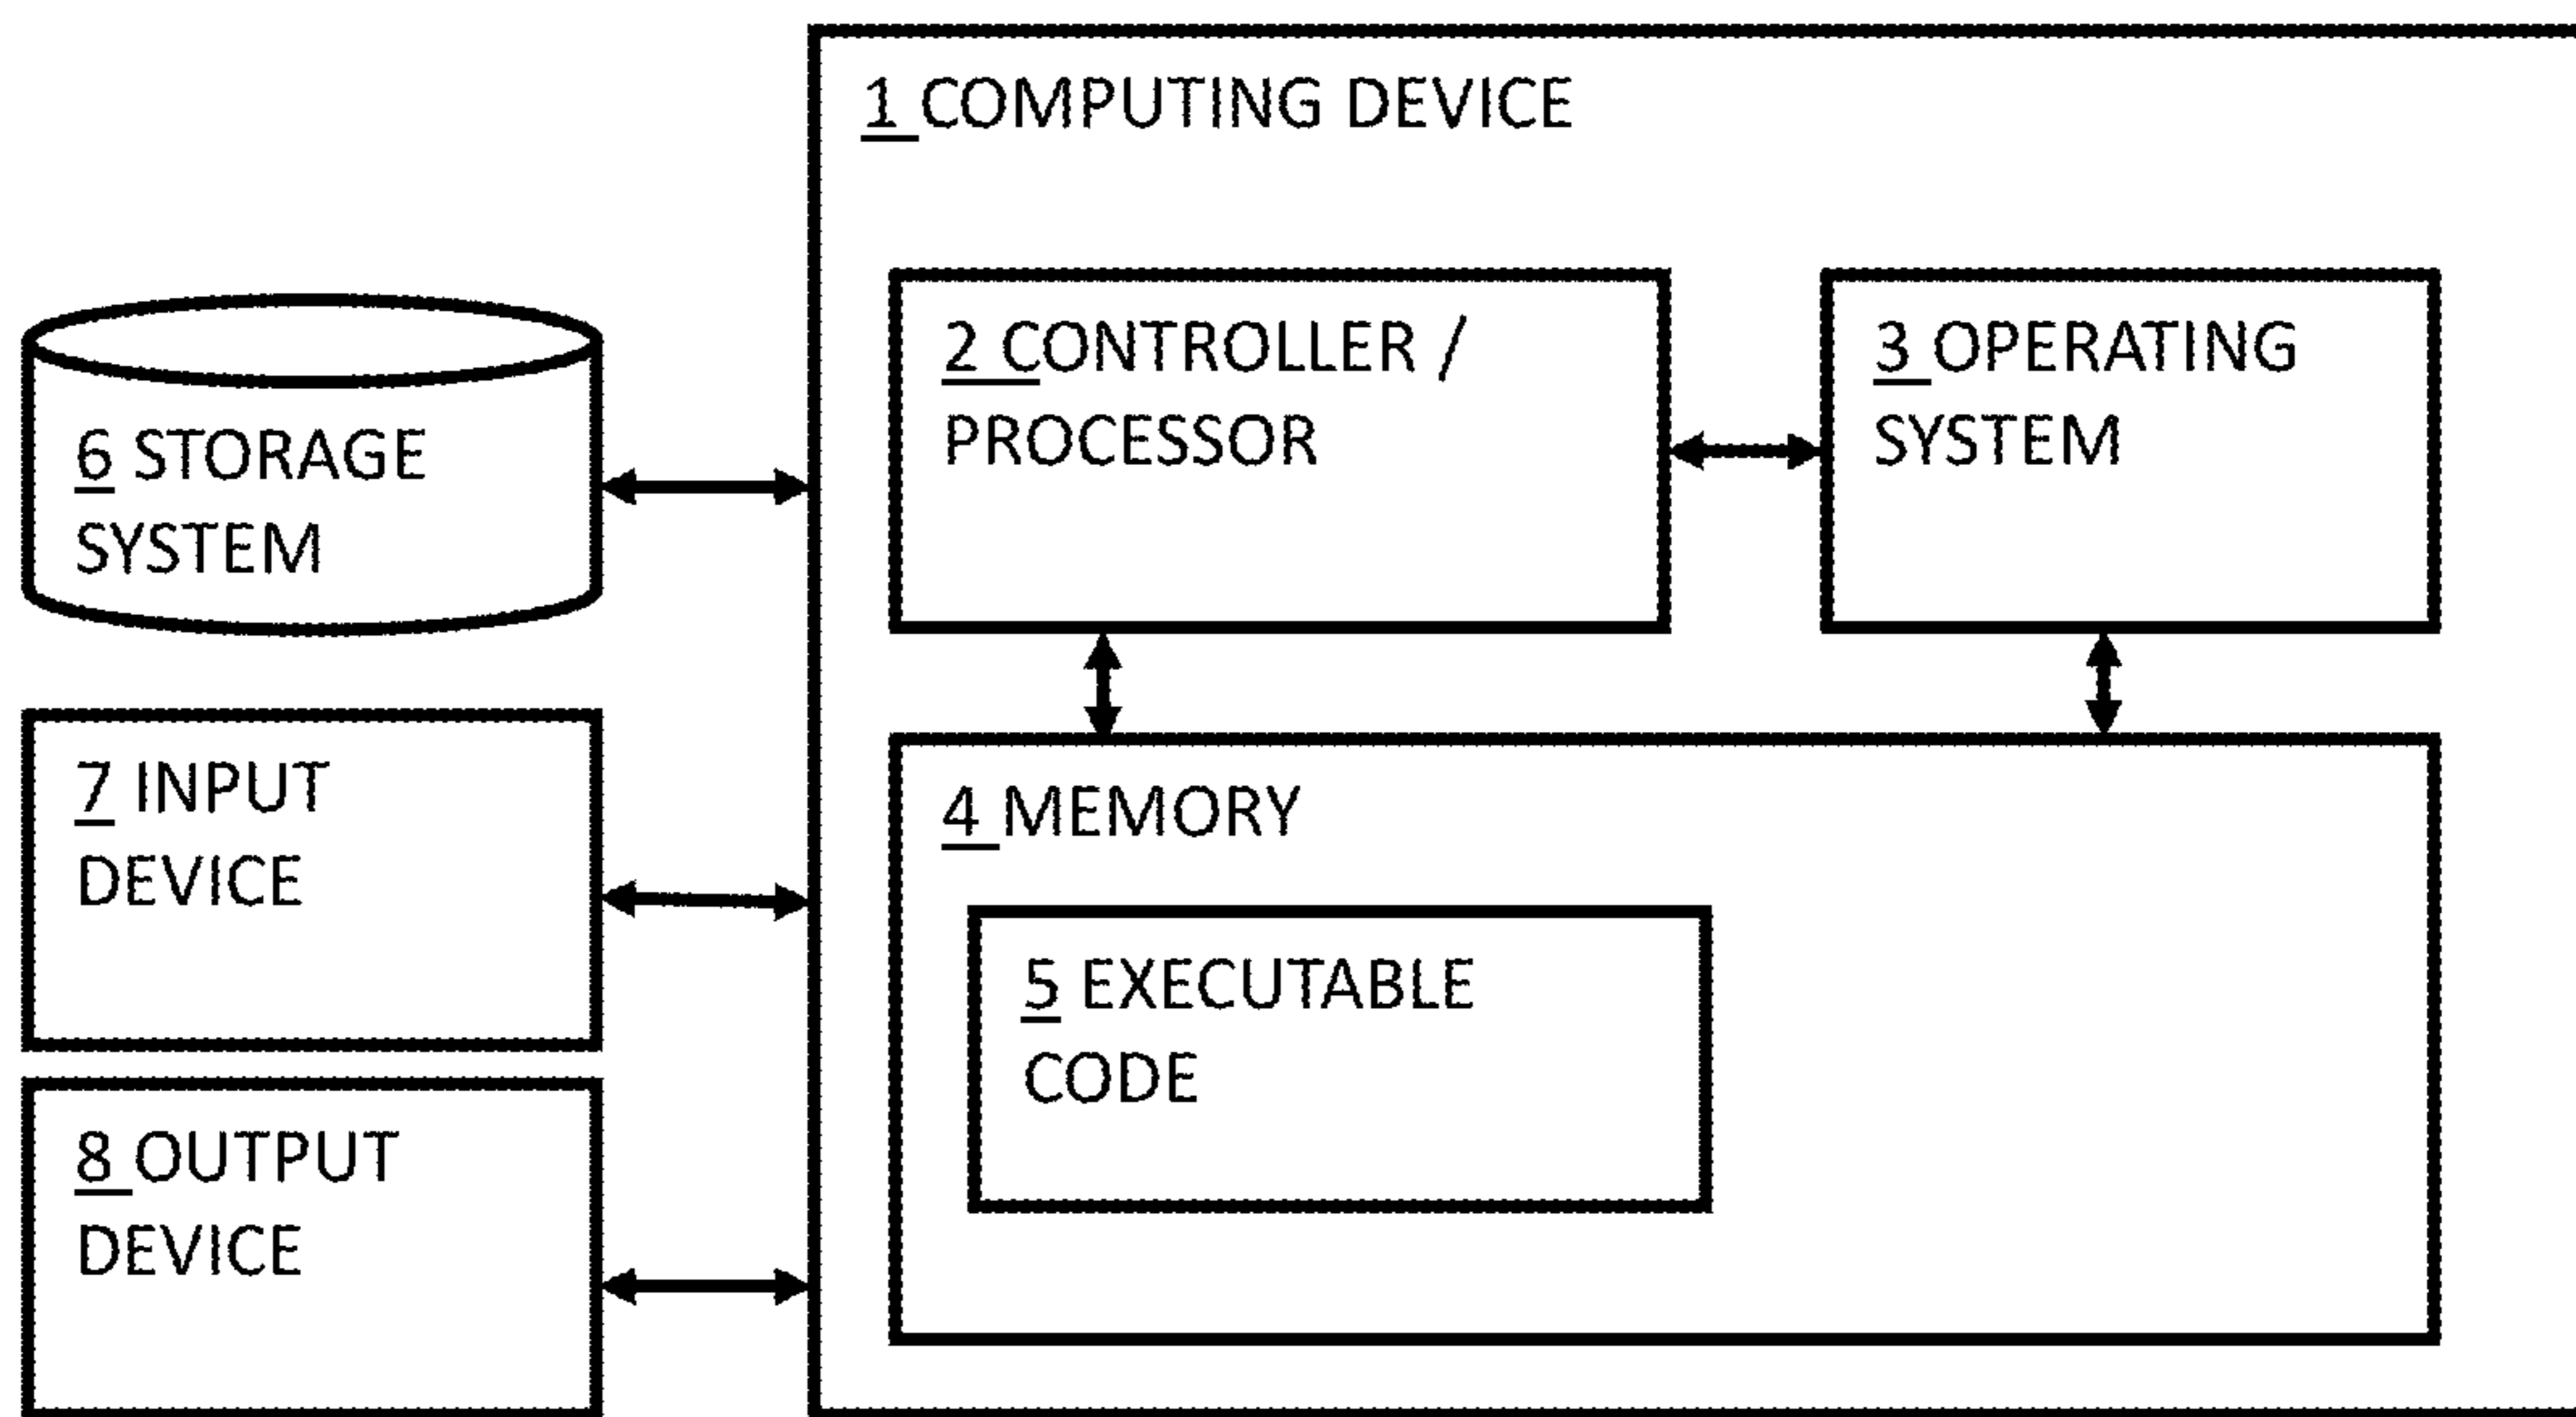 1 COMPUTING DEVICE
2 CONTROLLER /
PROCESSOR
3 OPERATING
SYSTEM
6 STORAGE
SYSTEM
7 INPUT
DEVICE
4 MEMORY
5 EXECUTABLE
CODE
8 OUTPUT
DEVICE